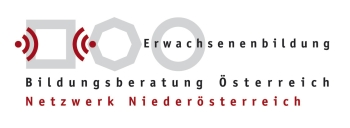 Erwachsenenbildung
Bildungsberatung Österreich
Netzwerk Niederösterreich